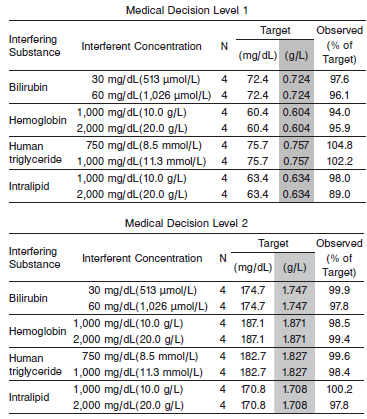 Medical Decision Level 1
Interfering Substance Interferent Concentration N Target (mg/dL) (g/L) Observed (% of Target)
Bilirubin 30 mg/dL(513 µmol/L) 4 72.4 0.724 97.6
60 mg/dL(1,026 µmol/L) 4 72.4 0.724 96.1
Hemoglobin 1,000 mg/dL(10.0 g/L) 4 60.4 0.604 94.0
2,000 mg/dL(20.0 g/L) 4 60.4 0.604 95.9
Human triglyceride 750 mg/dL(8.5 mmol/L) 4 75.7 0.757 104.8
1,000 mg/dL(11.3 mmol/L) 4 75.7 0.757 102.2
Intralipid 1,000 mg/dL(10.0 g/L) 4 63.4 0.634 98.0
2,000 mg/dL(20.0 g/L) 4 63.4 0.634 89.0
Medical Decision Level 2
Interfering Substance Interferent Concentration N Target (mg/dL) (g/L) Observed (% of Target)
Bilirubin 30 mg/dL(513 µmol/L) 4 174.7 1.747 99.9
60 mg/dL(1,026 µmol/L) 4 174.7 1.747 97.8
Hemoglobin 1,000 mg/dL(10.0 g/L) 4 187.1 1.871 98.5
2,000 mg/dL(20.0 g/L) 4 187.1 1.871 99.4
Human triglyceride 750 mg/dL(8.5 mmol/L) 4 182.7 1.827 99.6
1,000 mg/dL(11.3 mmol/L) 4 182.7 1.827 98.4
Intralipid 1,000 mg/dL(10.0 g/L) 4 170.8 1.708 100.2
2,000 mg/dL(20.0 g/L) 4 170.8 1.708 97.8